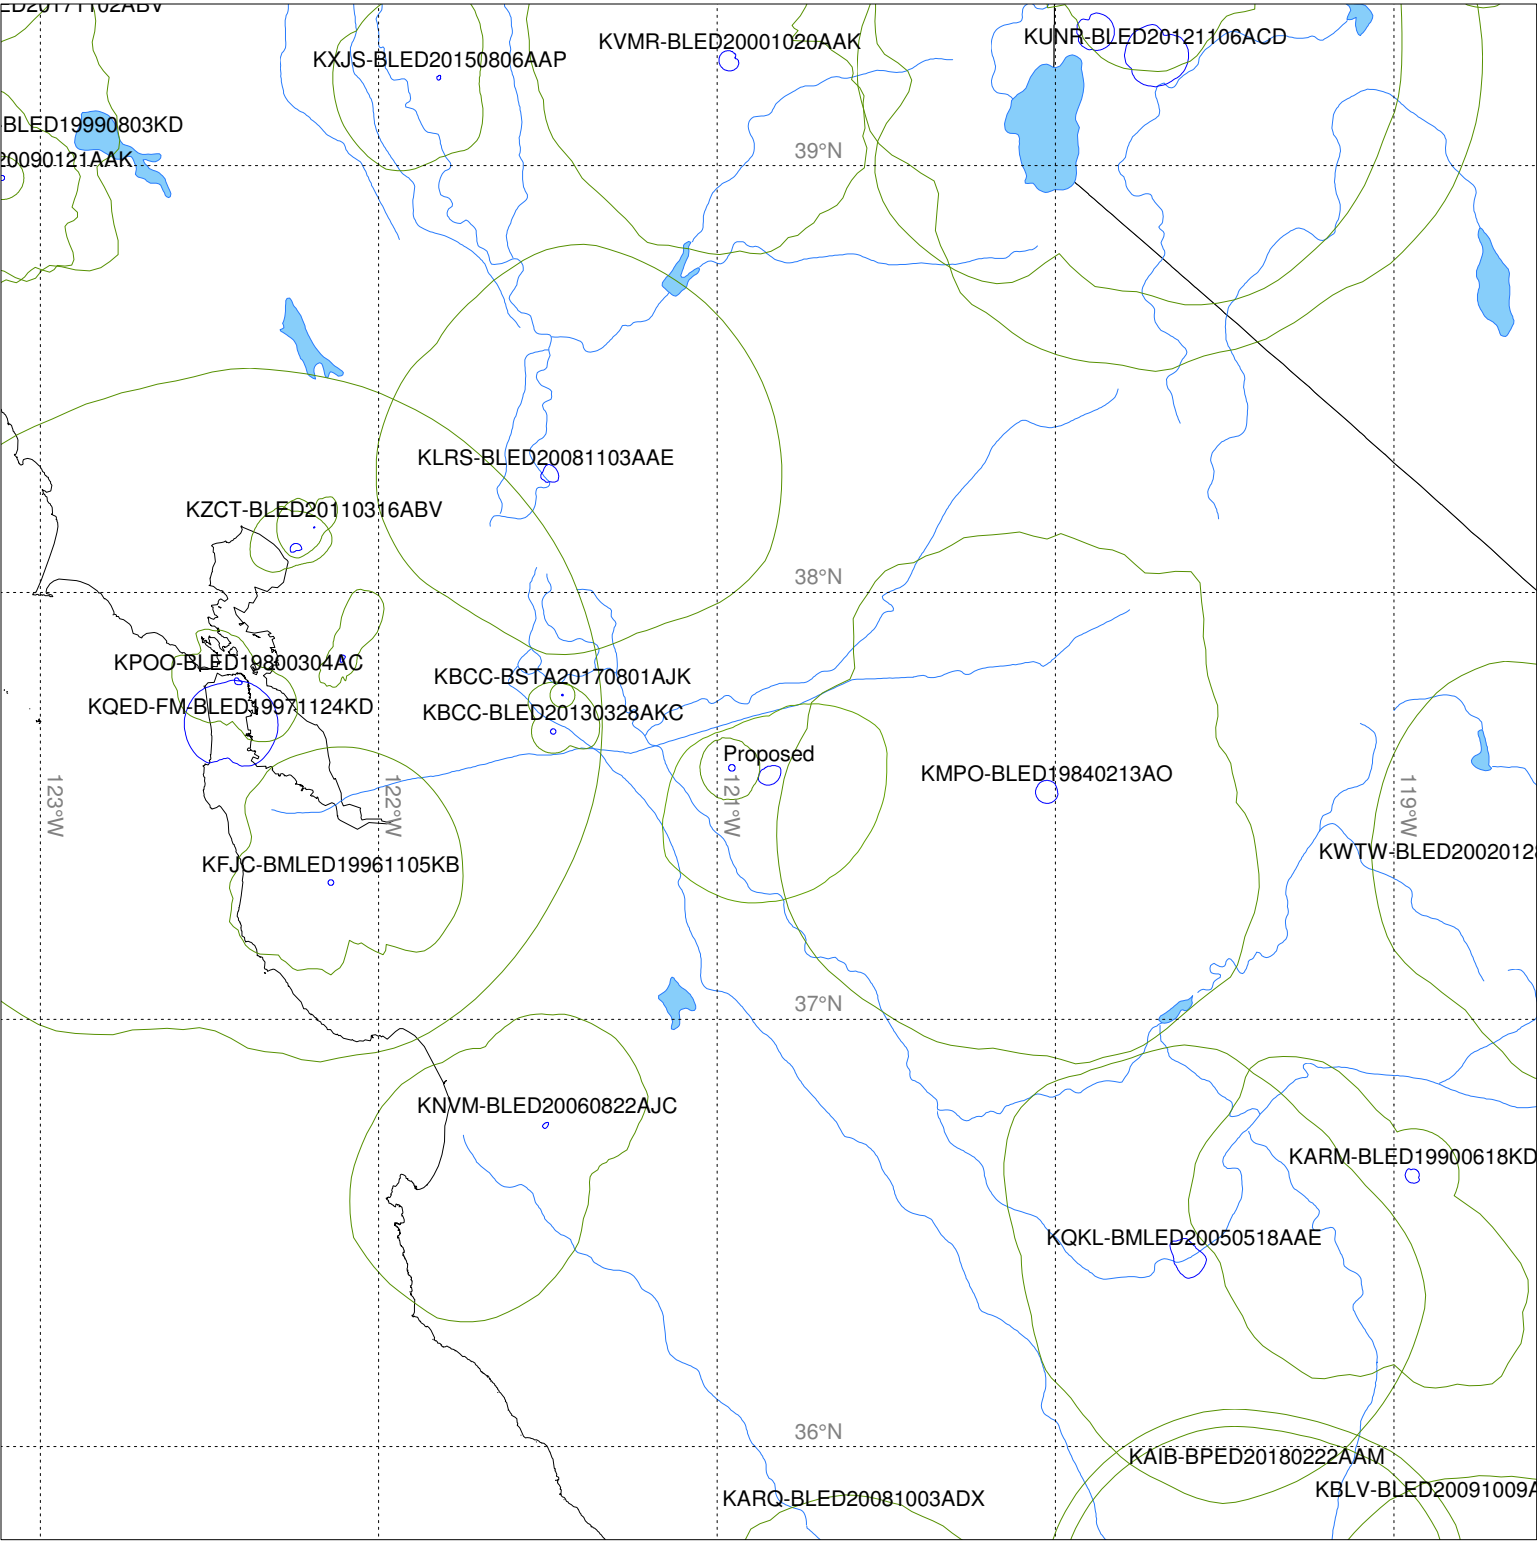 ED20171102ABV
KXJS-BLED20150806AAP
KVMR-BLED20001020AAK
KUNR-BLED20121106ACD
-BLED19990803KD
20090121AAK
39°N
KLRS-BLED20081103AAE
KZCT-BLED20110316ABV
38°N
KPOO-BLED19800304AC
KBCC-BSTA20170801AJK
KQED-FM-BLED19971124KD
KBCC-BLED20130328AKC
Proposed
KMPO-BLED19840213AO
123°W
122°W
121°W
119°W
KWTW-BLED2002012
KFJC-BMLED19961105KB
37°N
KNVM-BLED20060822AJC
KARM-BLED19900618KD
KQKL-BMLED20050518AAE
36°N
KAIB-BPED20180222AAM
KARQ-BLED20081003ADX
KBLV-BLED20091009A